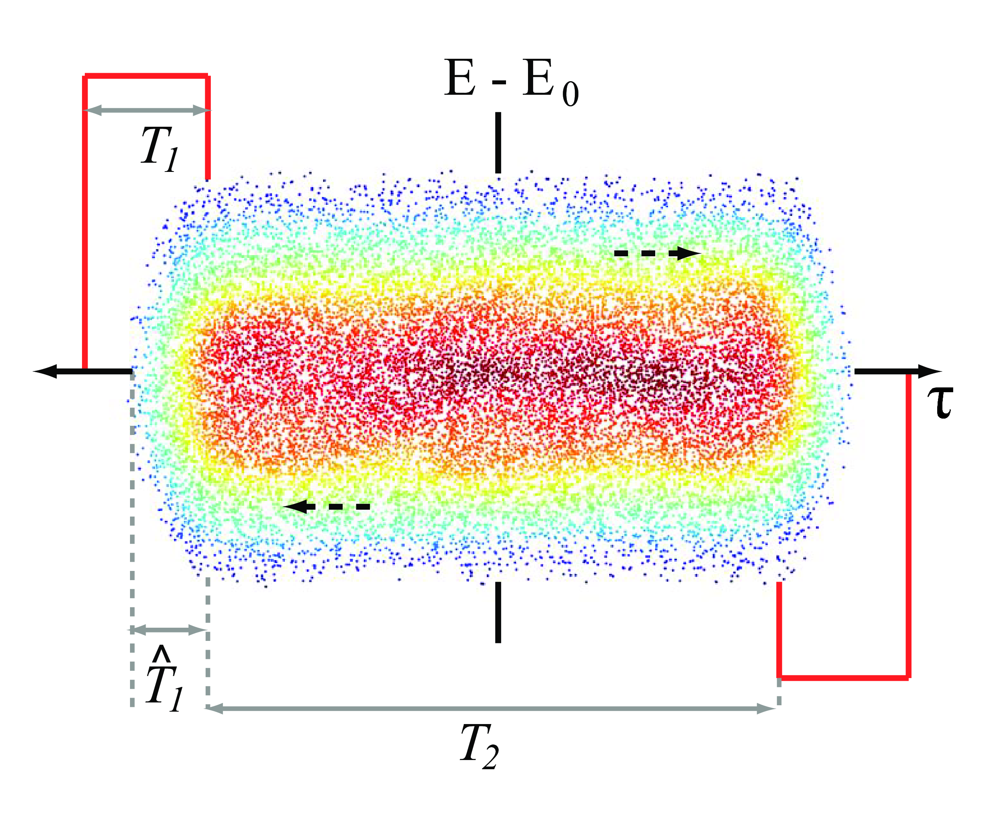 E - E₀
T₁
τ
T̂₁
T₂